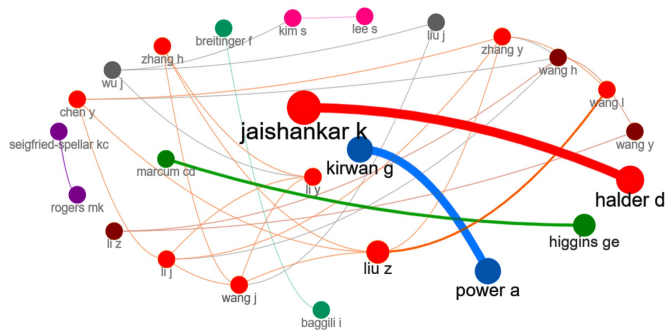 kim s
lee s
breitinger f
liu j
zhang y
zhang h
wu j
wang h
wang l
chen y
jaishankar k
wang y
seigfried-spellar kc
kirwan g
marcum cd
li y
halder d
rogers mk
li z
higgins ge
li j
liu z
wang j
power a
baggili i